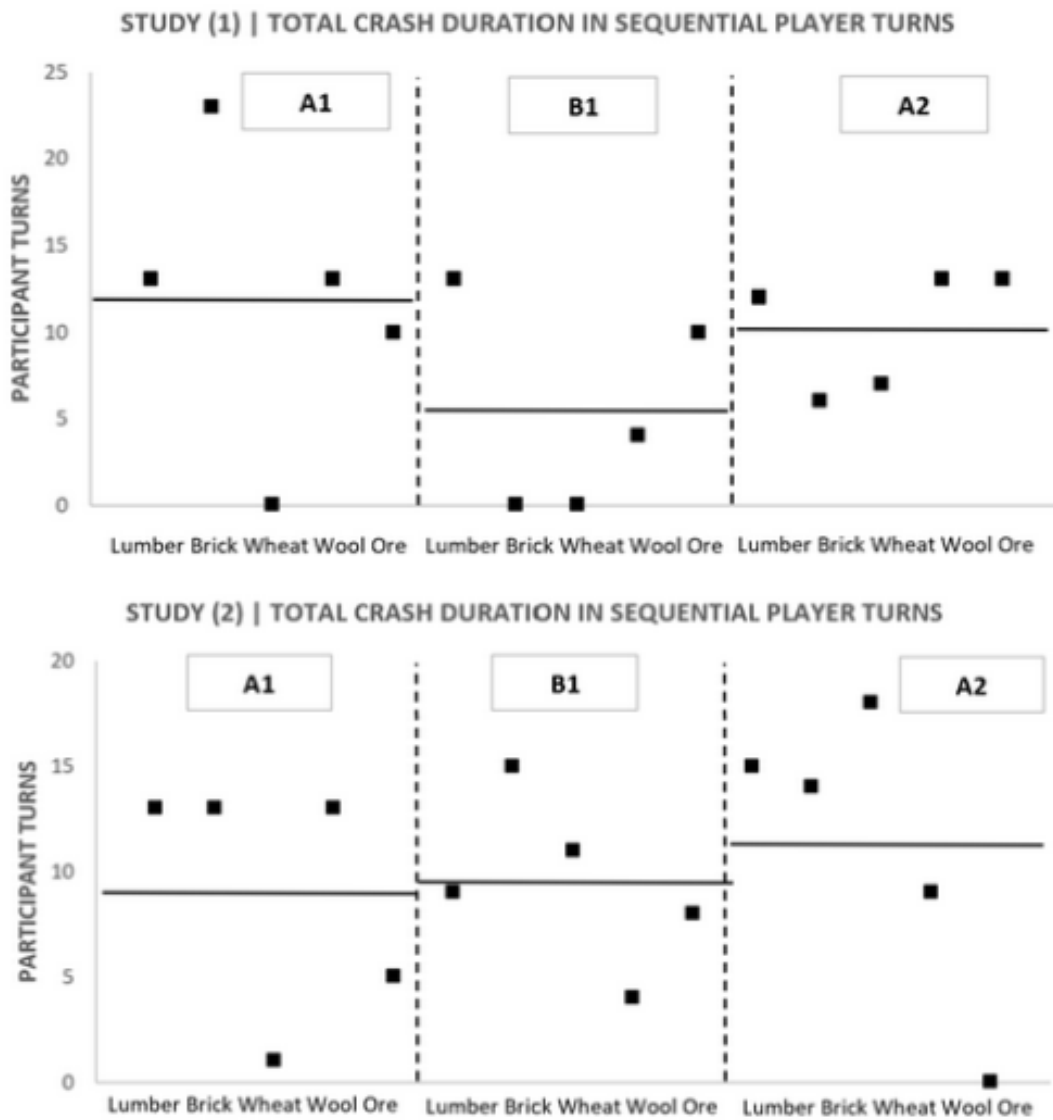 STUDY (1) | TOTAL CRASH DURATION IN SEQUENTIAL PLAYER TURNS
A1
B1
A2
PARTICIPANT TURNS
25
20
15
10
5
0
Lumber Brick Wheat Wool Ore
Lumber Brick Wheat Wool Ore
Lumber Brick Wheat Wool Ore
STUDY (2) | TOTAL CRASH DURATION IN SEQUENTIAL PLAYER TURNS
A1
B1
A2
PARTICIPANT TURNS
20
15
10
5
0
Lumber Brick Wheat Wool Ore
Lumber Brick Wheat Wool Ore
Lumber Brick Wheat Wool Ore